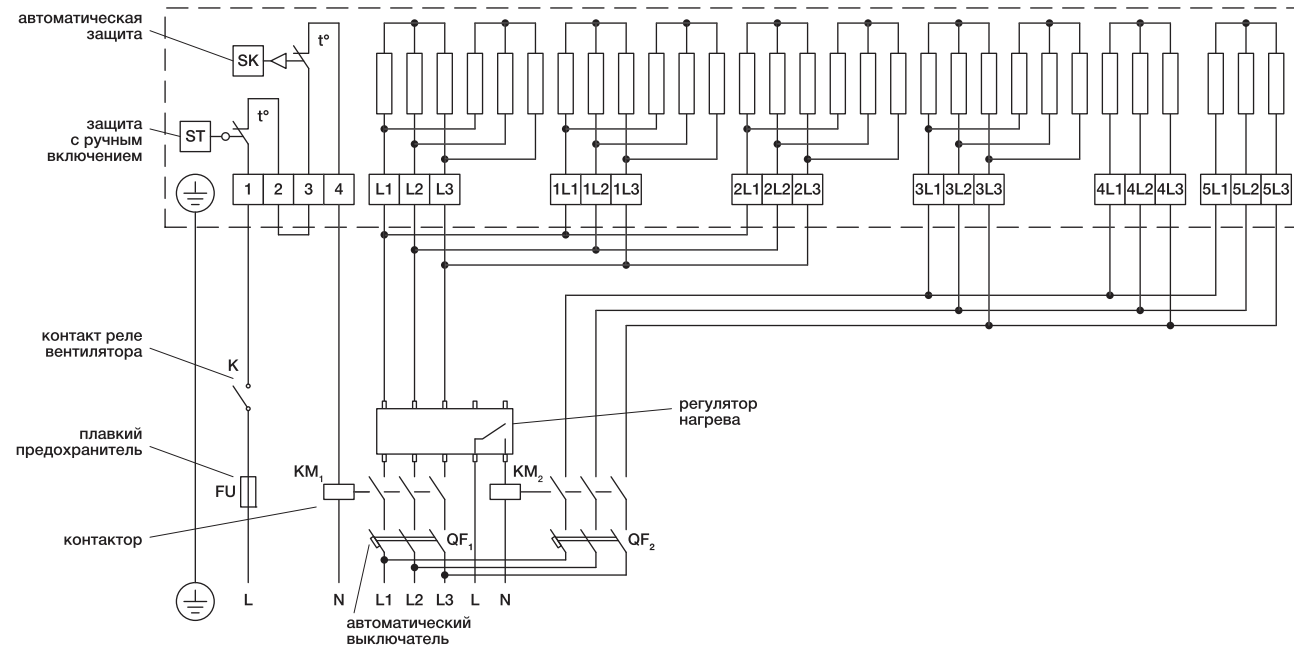 автоматическая
защита
SK
t°
защита
с ручным
включением
ST
t°
1 2 3 4
L1 L2 L3
1L1 1L2 1L3
2L1 2L2 2L3
3L1 3L2 3L3
4L1 4L2 4L3
5L1 5L2 5L3
контакт реле
вентилятора
K
плавкий
предохранитель
FU
регулятор
нагрева
KM1
KM2
контактор
QF1
QF2
L N L1 L2 L3 L N
автоматический
выключатель